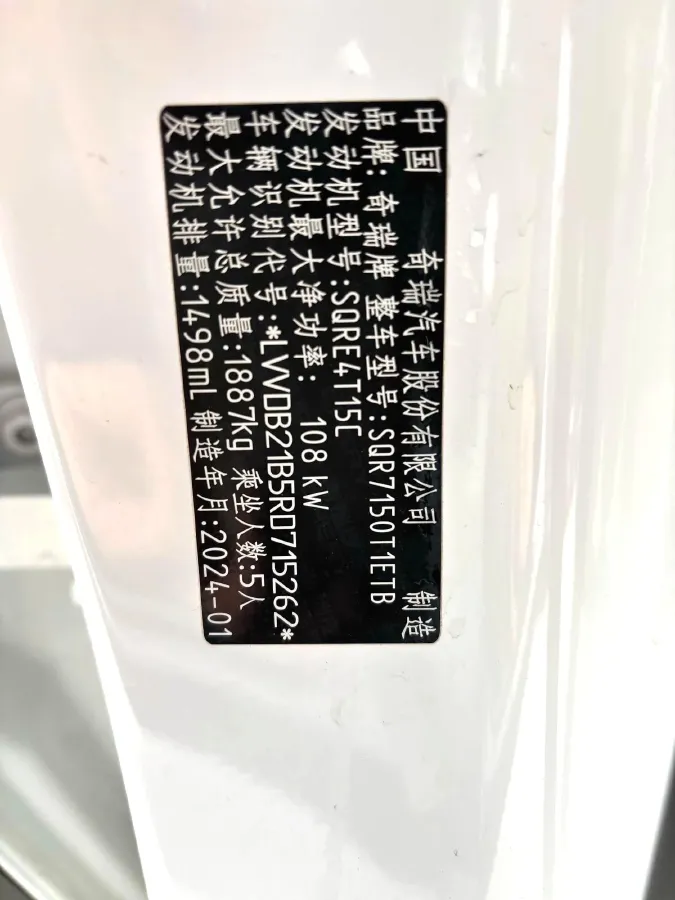 中国 奇瑞汽车股份有限公司 制造
品牌:奇瑞牌 整车型号:SQR7150T1ETB
发动机型号:SQRE4T15C
发动机最大净功率: 108 kW
车辆识别代号:*LVVDB21B5RD715262*
最大允许总质量:1887kg 乘坐人数:5人
发动机排量:1498mL 制造年月:2024-01